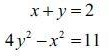 x + y = 2
4y² - x² = 11